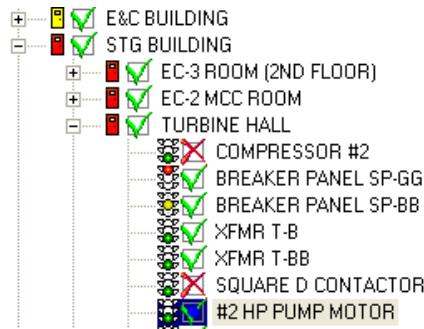 E&C BUILDING
STG BUILDING
EC-3 ROOM (2ND FLOOR)
EC-2 MCC ROOM
TURBINE HALL
COMPRESSOR #2
BREAKER PANEL SP-GG
BREAKER PANEL SP-BB
XFMR T-B
XFMR T-BB
SQUARE D CONTACTOR
#2 HP PUMP MOTOR